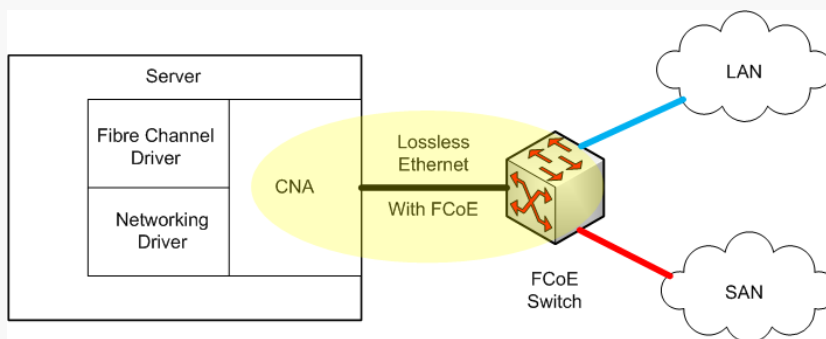 Server
Fibre Channel
Driver
Networking
Driver
CNA
Lossless
Ethernet
With FCoE
FCoE
Switch
LAN
SAN